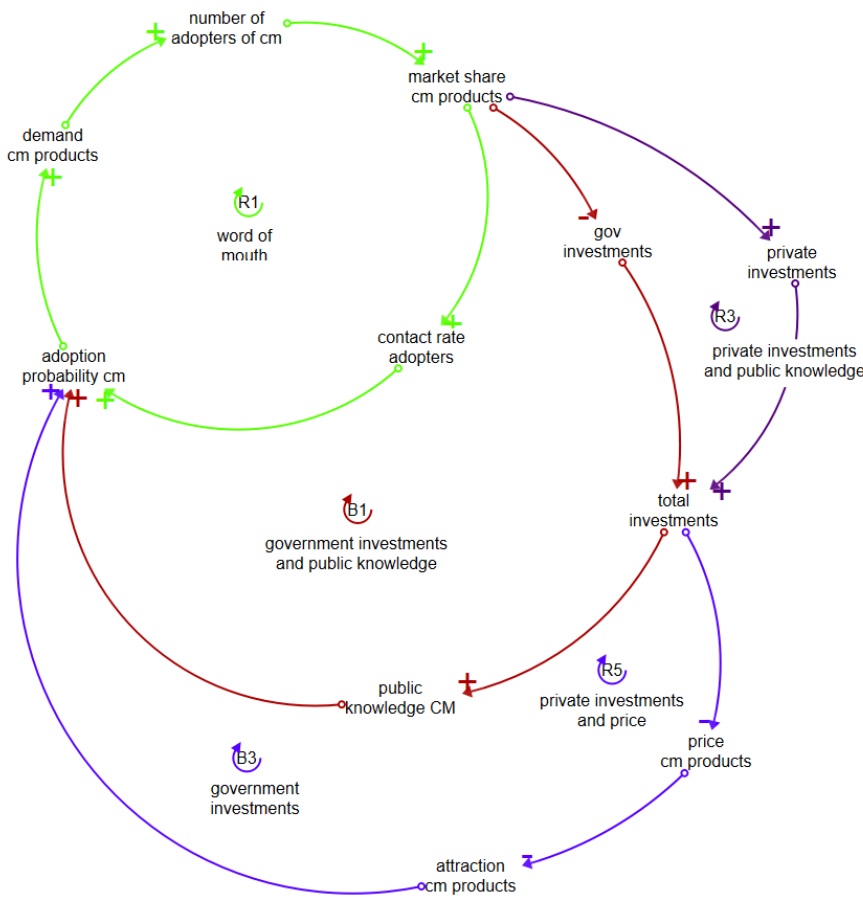 number of
adopters of cm
+
+
market share
cm products
demand
cm products
+
R1
word of
mouth
-
gov
investments
+
private
investments
R3
private investments
and public knowledge
+
contact rate
adopters
adoption
probability cm
+
+
+
+
+
total
investments
B1
government investments
and public knowledge
+
public
knowledge CM
R5
private investments
and price
-
price
cm products
B3
government
investments
-
attraction
cm products